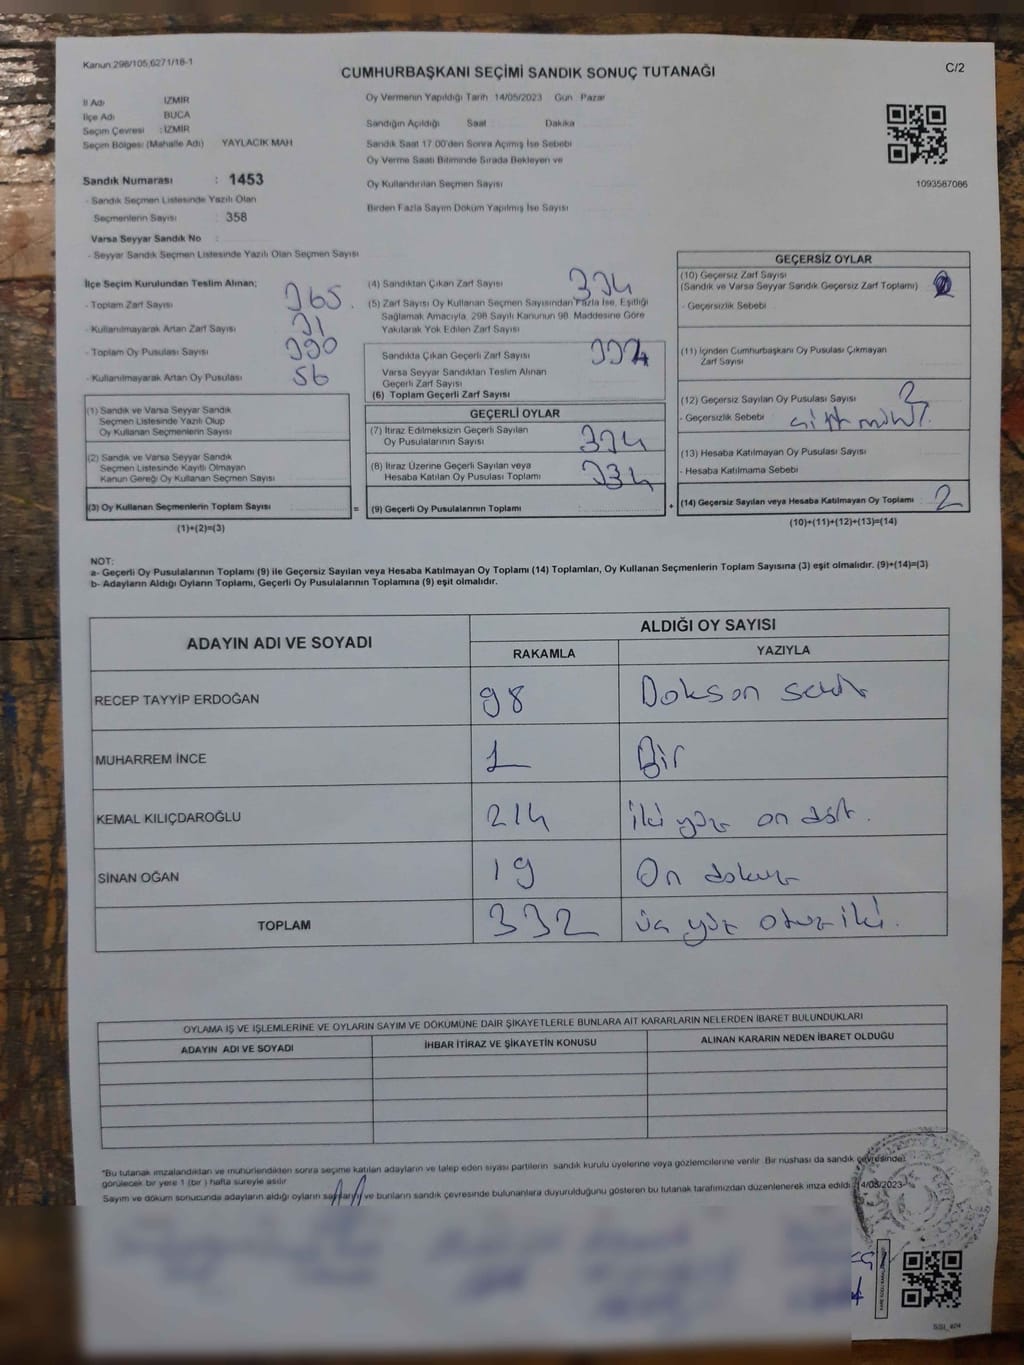 Kanun:298/105,6271/18-1
C/2
CUMHURBAŞKANI SEÇİMİ SANDIK SONUÇ TUTANAĞI
İl Adı İZMİR
İlçe Adı BUCA
Seçim Çevresi : İZMİR
Seçim Bölgesi (Mahalle Adı) YAYLACIK MAH
Sandık Numarası : 1453
- Sandık Seçmen Listesinde Yazılı Olan
Seçmenlerin Sayısı : 358
Varsa Seyyar Sandık No :
- Seyyar Sandık Seçmen Listesinde Yazılı Olan Seçmen Sayısı
Oy Vermenin Yapıldığı Tarih 14/05/2023 Gün Pazar
Sandığın Açıldığı Saat Dakika
Sandık Saat 17:00'den Sonra Açımış İse Sebebi
Oy Verme Saati Bitiminde Sırada Bekleyen ve
Oy Kullandırılan Seçmen Sayısı
Birden Fazla Sayım Döküm Yapılmış İse Sayısı
1093587086
İlçe Seçim Kurulundan Teslim Alınan;
- Toplam Zarf Sayısı 365
- Kullanılmayarak Artan Zarf Sayısı 31
- Toplam Oy Pusulası Sayısı 390
- Kullanılmayarak Artan Oy Pusulası 56
(1) Sandık ve Varsa Seyyar Sandık
Seçmen Listesinde Yazılı Olup
Oy Kullanan Seçmenlerin Sayısı
(2) Sandık ve Varsa Seyyar Sandık
Seçmen Listesinde Kayıtlı Olmayan
Kanun Gereği Oy Kullanan Seçmen Sayısı
(3) Oy Kullanan Seçmenlerin Toplam Sayısı =
(1)+(2)=(3)
(4) Sandıktan Çıkan Zarf Sayısı 334
(5) Zarf Sayısı Oy Kullanan Seçmen Sayısından Fazla İse, Eşitliği
Sağlamak Amacıyla, 298 Sayılı Kanunun 98. Maddesine Göre
Yakılarak Yok Edilen Zarf Sayısı
Sandıkta Çıkan Geçerli Zarf Sayısı 334
Varsa Seyyar Sandıktan Teslim Alınan
Geçerli Zarf Sayısı
(6) Toplam Geçerli Zarf Sayısı
GEÇERLİ OYLAR
(7) İtiraz Edilmeksizin Geçerli Sayılan
Oy Pusulalarının Sayısı 334
(8) İtiraz Üzerine Geçerli Sayılan veya
Hesaba Katılan Oy Pusulası Toplamı 334
(9) Geçerli Oy Pusulalarının Toplamı : +
GEÇERSİZ OYLAR
(10) Geçersiz Zarf Sayısı
(Sandık ve Varsa Seyyar Sandık Geçersiz Zarf Toplamı)
- Geçersizlik Sebebi
(11) İçinden Cumhurbaşkanı Oy Pusulası Çıkmayan
Zarf Sayısı
(12) Geçersiz Sayılan Oy Pusulası Sayısı 2
- Geçersizlik Sebebi çift mühür
(13) Hesaba Katılmayan Oy Pusulası Sayısı
- Hesaba Katılmama Sebebi
(14) Geçersiz Sayılan veya Hesaba Katılmayan Oy Toplamı 2
(10)+(11)+(12)+(13)=(14)
NOT:
a- Geçerli Oy Pusulalarının Toplamı (9) ile Geçersiz Sayılan veya Hesaba Katılmayan Oy Toplamı (14) Toplamları, Oy Kullanan Seçmenlerin Toplam Sayısına (3) eşit olmalıdır. (9)+(14)=(3)
b- Adayların Aldığı Oyların Toplamı, Geçerli Oy Pusulalarının Toplamına (9) eşit olmalıdır.
ADAYIN ADI VE SOYADI ALDIĞI OY SAYISI
RAKAMLA YAZIYLA
RECEP TAYYİP ERDOĞAN 98 Doksan sekiz
MUHARREM İNCE 1 Bir
KEMAL KILIÇDAROĞLU 214 iki yüz on dört.
SİNAN OĞAN 19 On dokuz
TOPLAM 332 üç yüz otuz iki.
OYLAMA İŞ VE İŞLEMLERİNE VE OYLARIN SAYIM VE DÖKÜMÜNE DAİR ŞİKAYETLERLE BUNLARA AİT KARARLARIN NELERDEN İBARET BULUNDUKLARI
ADAYIN ADI VE SOYADI İHBAR İTİRAZ VE ŞİKAYETİN KONUSU ALINAN KARARIN NEDEN İBARET OLDUĞU
"Bu tutanak imzalandıktan ve mühürlendikten sonra seçime katılan adayların ve talep eden siyasi partilerin sandık kurulu üyelerine veya gözlemcilerine verilir. Bir nüshası da sandık çevresinde
görülecek bir yere 1 (bir ) hafta süreyle asılır
Sayım ve döküm sonucunda adayların aldığı oyların sayılarını ve bunların sandık çevresinde bulunanlara duyurulduğunu gösteren bu tutanak tarafımızdan düzenlenerek imza edildi. 14/05/2023